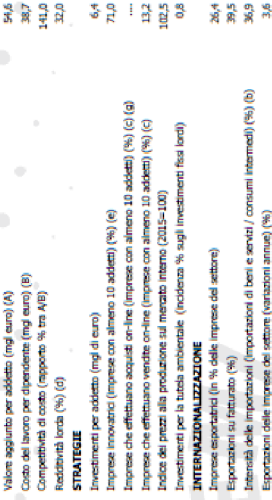 Valore aggiunto per addetto (mgl euro) (A) 54,6
Costo del lavoro per dipendente (mgl euro) (B) 38,7
Competitività di costo (rapporto % tra A/B) 141,0
Redditività lorda (%) (d) 32,0
STRATEGIE
Investimenti per addetto (mgl di euro) 6,4
Imprese innovatrici (imprese con almeno 10 addetti) (%) (e) 71,0
Imprese che effettuano acquisti on-line (imprese con almeno 10 addetti) (%) (c) (g) ....
Imprese che effettuano vendite on-line (imprese con almeno 10 addetti) (%) (c) 13,2
Indice dei prezzi alla produzione sul mercato interno (2015=100) 102,5
Investimenti per la tutela ambientale (incidenza % sugli investimenti fissi lordi) 0,8
INTERNAZIONALIZZAZIONE
Imprese esportatrici (in % delle imprese del settore) 26,4
Esportazioni su fatturato (%) 39,5
Intensità delle importazioni (importazioni di beni e servizi / consumi intermedi) (%) (b) 36,9
Esportazioni delle imprese del settore (variazioni annue) (%) 3,6